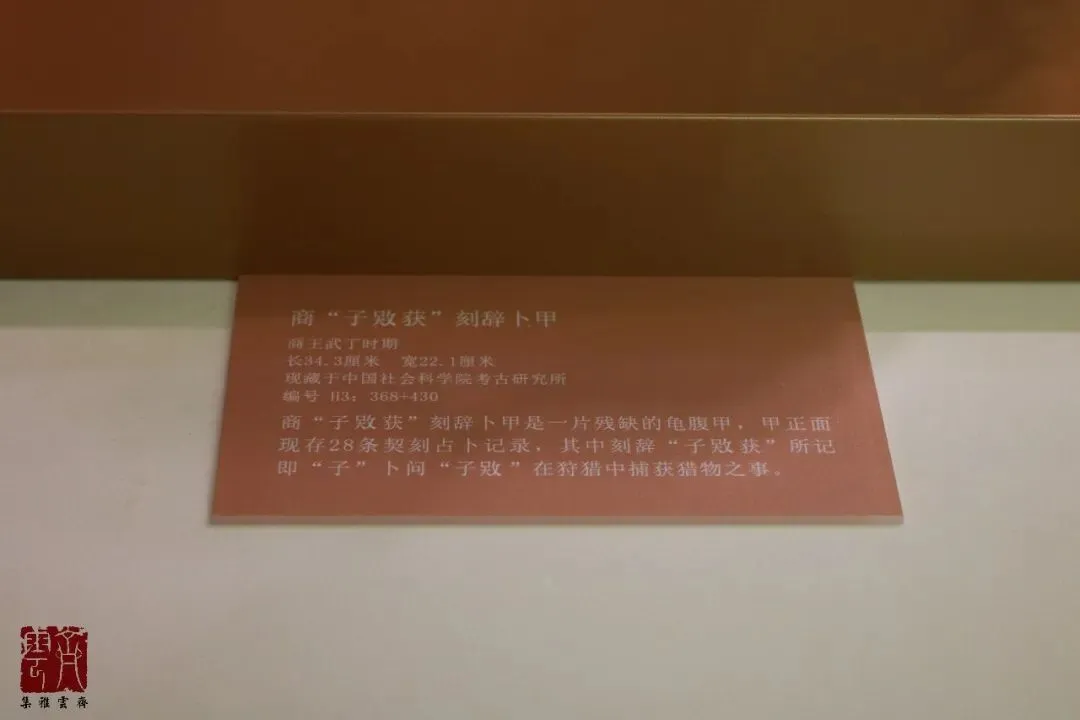 商“子敗获”刻辞卜甲
商王武丁时期
长34.3厘米 宽22.1厘米
现藏于中国社会科学院考古研究所
编号 H3：368+430
商“子敗获”刻辞卜甲是一片残缺的龟腹甲，甲正面
现存28条契刻占卜记录，其中刻辞“子敗获”所记
即“子”卜问“子敗”在狩猎中捕获猎物之事。
集雅雲齋